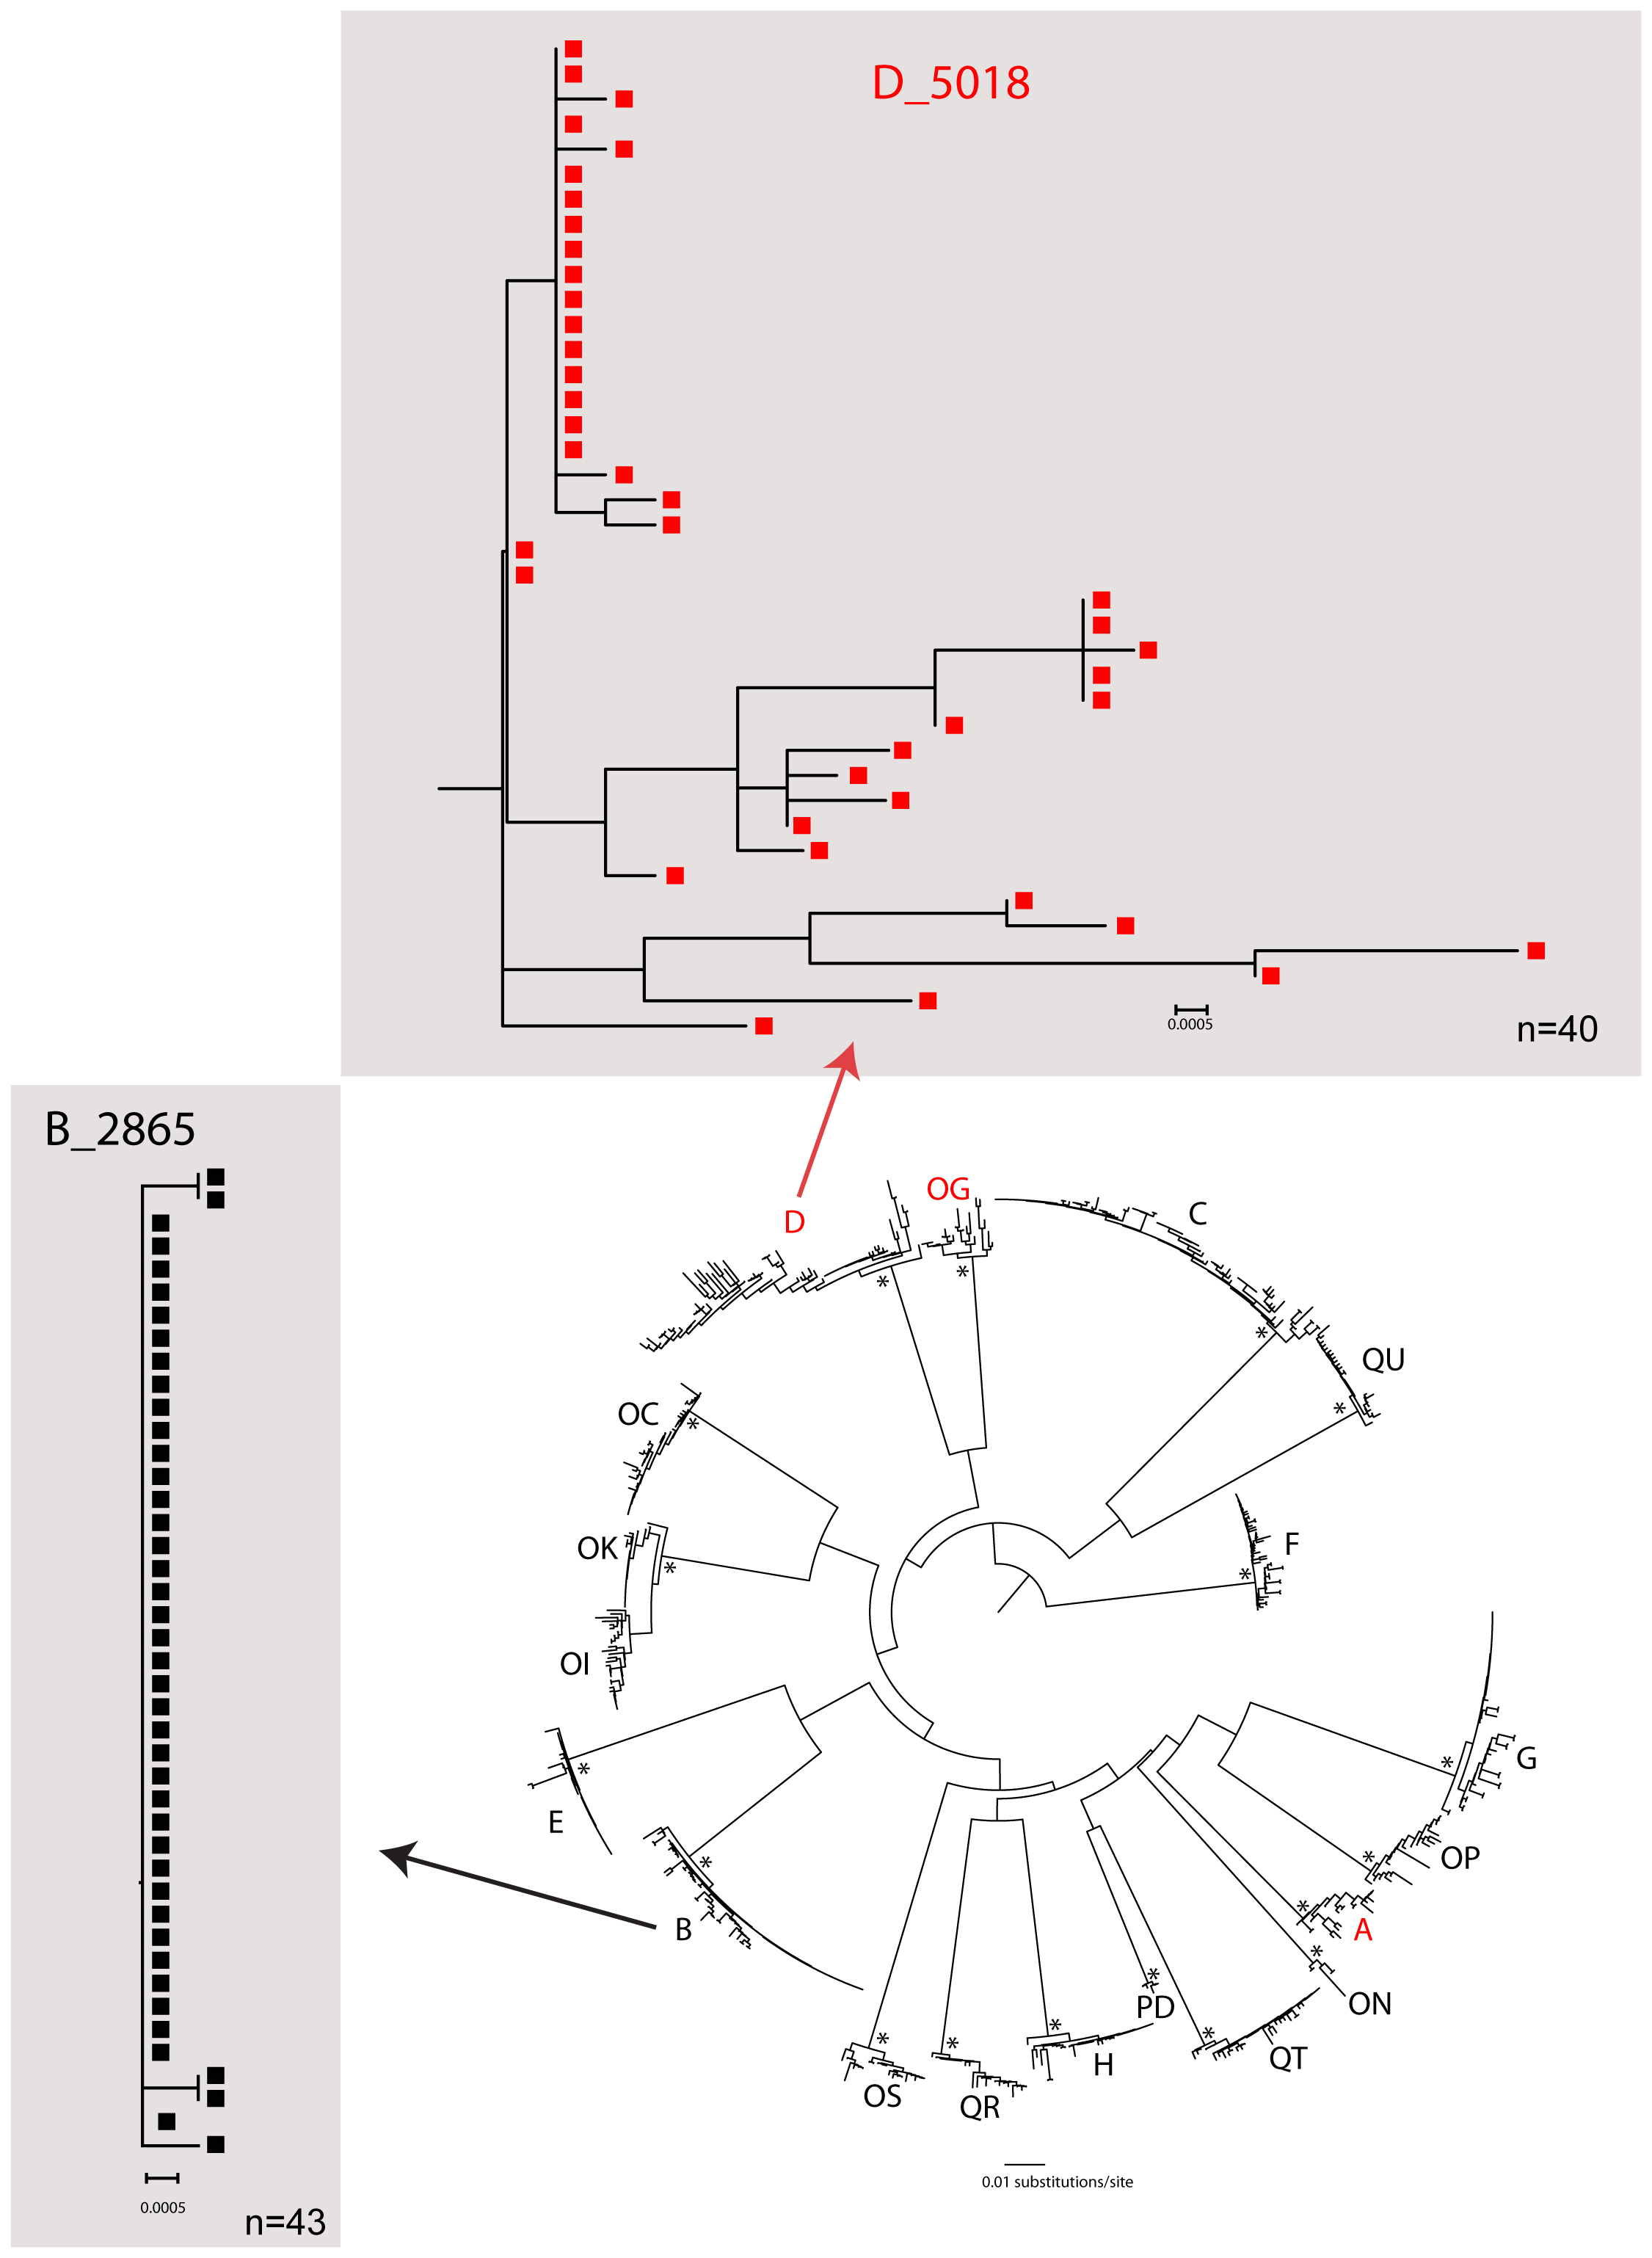 D_5018
0.0005
n=40
B_2865
OG
C
D
QU
OC
*
*
*
*
*
OK
F
*
*
OI
G
*
*
E
OP
*
*
*
B
A
*
*
ON
PD
*
*
*
*
H
QT
OS
QR
0.01 substitutions/site
0.0005
n=43